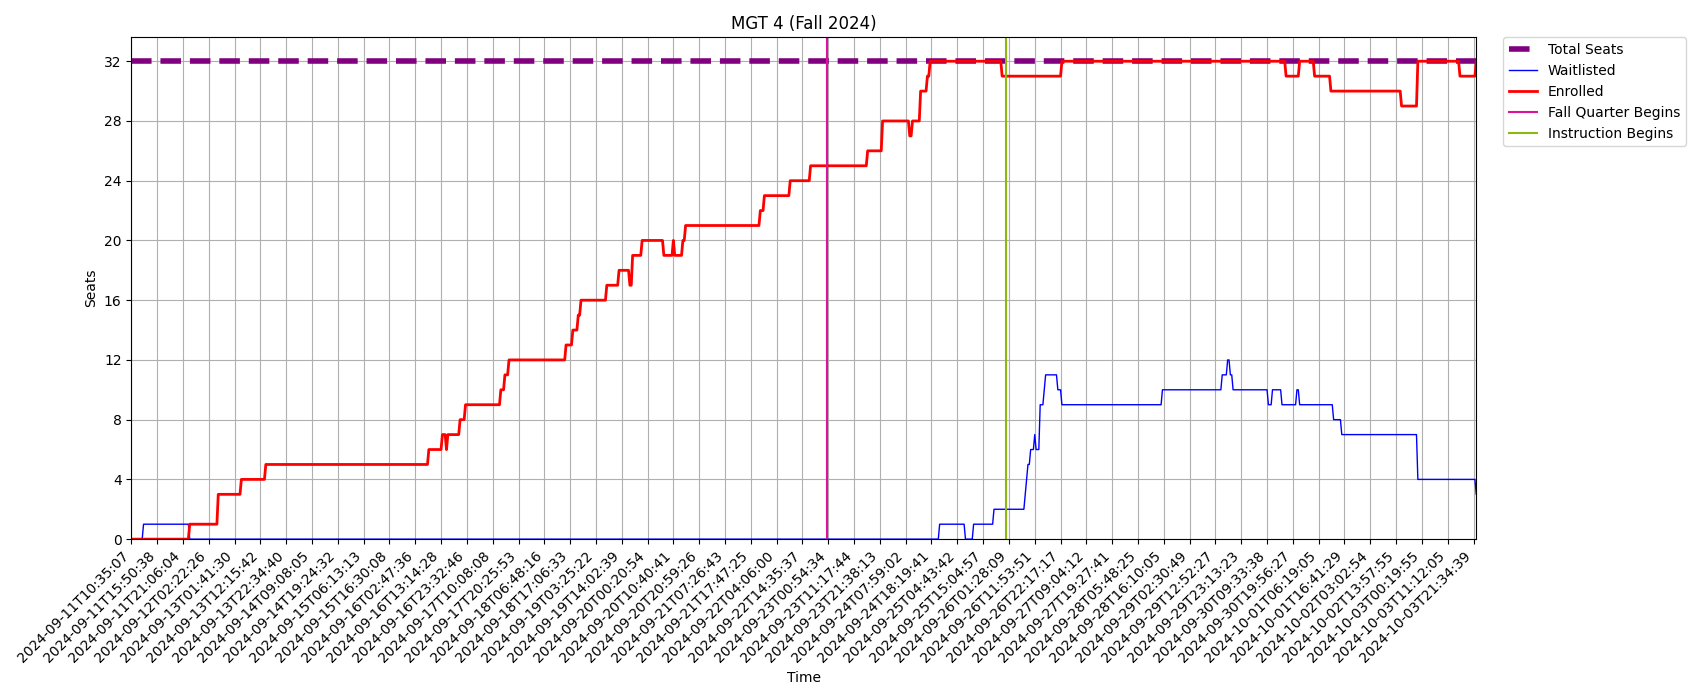 MGT 4 (Fall 2024)
Total Seats
Waitlisted
Enrolled
Fall Quarter Begins
Instruction Begins
Seats
32
28
24
20
16
12
8
4
0
2024-09-11T10:35:07
2024-09-11T15:50:38
2024-09-11T21:06:04
2024-09-12T02:22:26
2024-09-13T01:41:30
2024-09-13T12:15:42
2024-09-13T22:34:40
2024-09-14T09:08:05
2024-09-14T19:24:32
2024-09-15T06:13:13
2024-09-15T16:30:08
2024-09-16T02:47:36
2024-09-16T13:14:28
2024-09-16T23:32:46
2024-09-17T10:08:08
2024-09-17T20:25:53
2024-09-18T06:48:16
2024-09-18T17:06:33
2024-09-19T03:25:22
2024-09-19T14:02:39
2024-09-20T00:20:54
2024-09-20T10:40:41
2024-09-20T20:59:26
2024-09-21T07:26:43
2024-09-21T17:47:25
2024-09-22T04:06:00
2024-09-22T14:35:37
2024-09-23T00:54:34
2024-09-23T11:17:44
2024-09-23T21:38:13
2024-09-24T07:59:02
2024-09-24T18:19:41
2024-09-25T04:43:42
2024-09-25T15:04:57
2024-09-26T01:28:09
2024-09-26T11:53:51
2024-09-26T22:17:17
2024-09-27T09:04:12
2024-09-27T19:27:41
2024-09-28T05:48:25
2024-09-28T16:10:05
2024-09-29T02:30:49
2024-09-29T12:52:27
2024-09-29T23:13:23
2024-09-30T09:33:38
2024-09-30T19:56:27
2024-10-01T06:19:05
2024-10-01T16:41:29
2024-10-02T03:02:54
2024-10-02T13:57:55
2024-10-03T00:19:55
2024-10-03T11:12:05
2024-10-03T21:34:39
Time